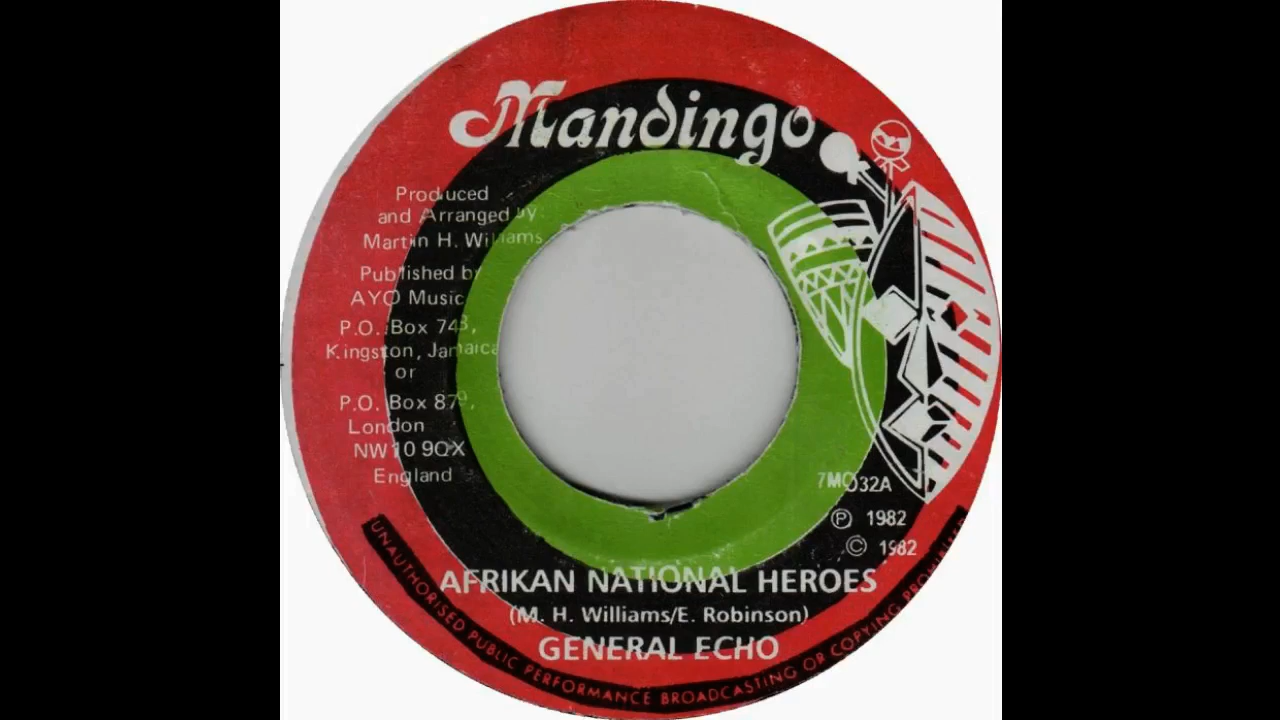 Mandingo
Produced
and Arranged by
Martin H. Williams
Published by
AYO Music
P.O. Box 748,
Kingston, Jamaica
or
P.O. Box 879,
London
NW10 9QX
England
7MO32A
Ⓟ 1982
© 1982
AFRIKAN NATIONAL HEROES
(M. H. Williams/E. Robinson)
GENERAL ECHO
UNAUTHORISED PUBLIC PERFORMANCE BROADCASTING OR COPYING PROHIBITED